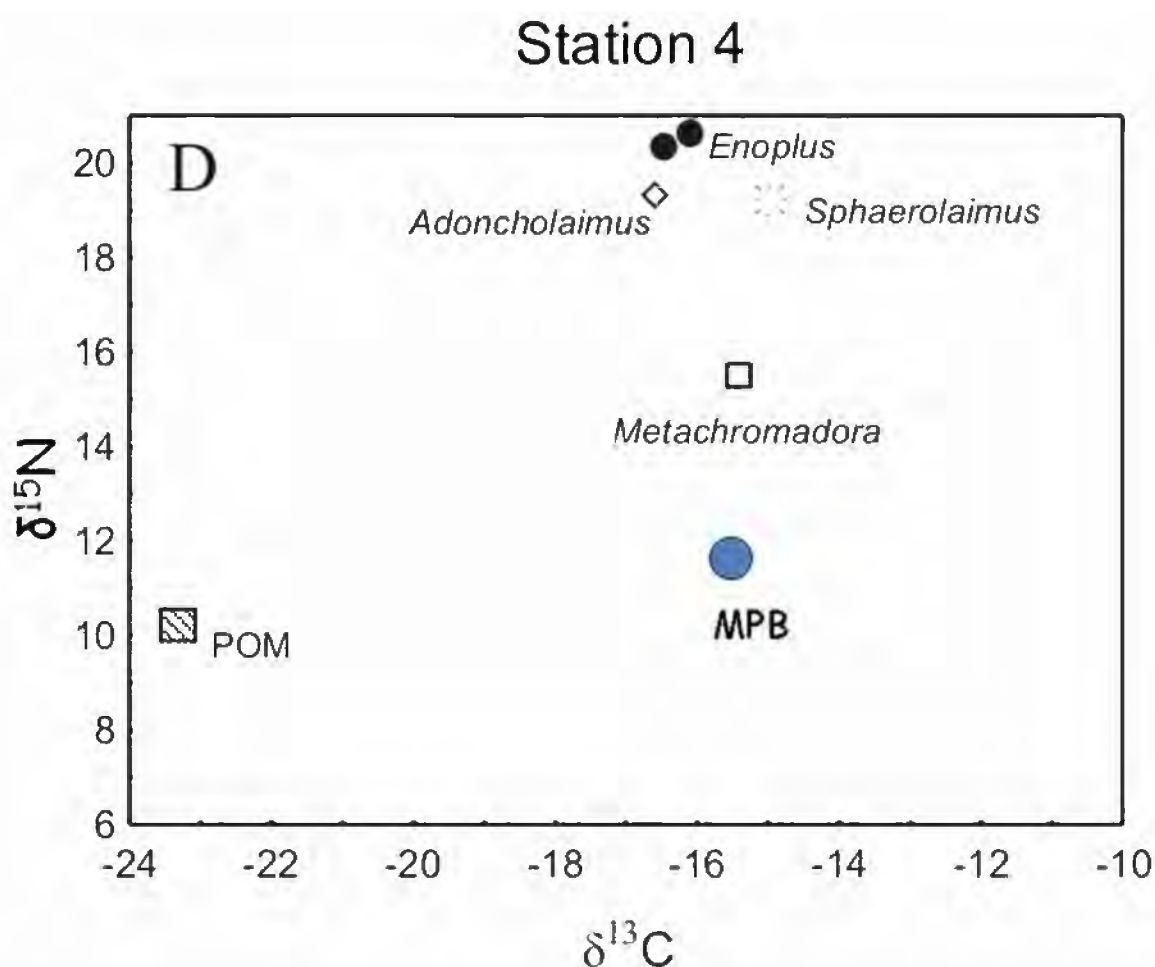 Station 4
D
Enoplus
Adoncholaimus
Sphaerolaimus
Metachromadora
MPB
POM
δ¹⁵N
20
18
16
14
12
10
8
6
-24
-22
-20
-18
-16
-14
-12
-10
δ¹³C